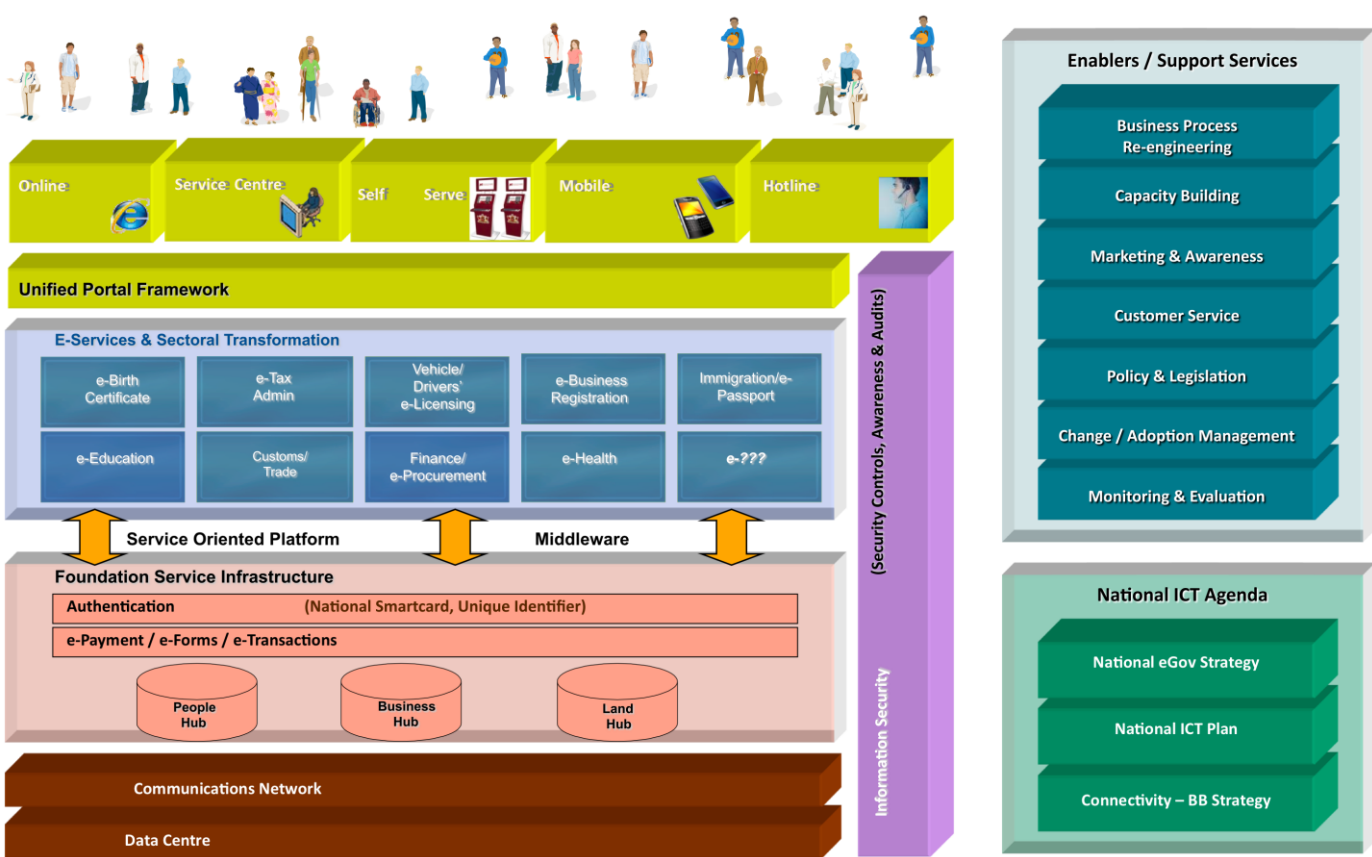 Online
Service Centre
Self Serve
Mobile
Hotline
Unified Portal Framework
E-Services & Sectoral Transformation
e-Birth
Certificate
e-Tax
Admin
Vehicle/
Drivers'
e-Licensing
e-Business
Registration
Immigration/e-
Passport
e-Education
Customs/
Trade
Finance/
e-Procurement
e-Health
e-???
Service Oriented Platform
Middleware
Foundation Service Infrastructure
Authentication (National Smartcard, Unique Identifier)
e-Payment / e-Forms / e-Transactions
People
Hub
Business
Hub
Land
Hub
Communications Network
Data Centre
Information Security (Security Controls, Awareness & Audits)
Enablers / Support Services
Business Process
Re-engineering
Capacity Building
Marketing & Awareness
Customer Service
Policy & Legislation
Change / Adoption Management
Monitoring & Evaluation
National ICT Agenda
National eGov Strategy
National ICT Plan
Connectivity – BB Strategy